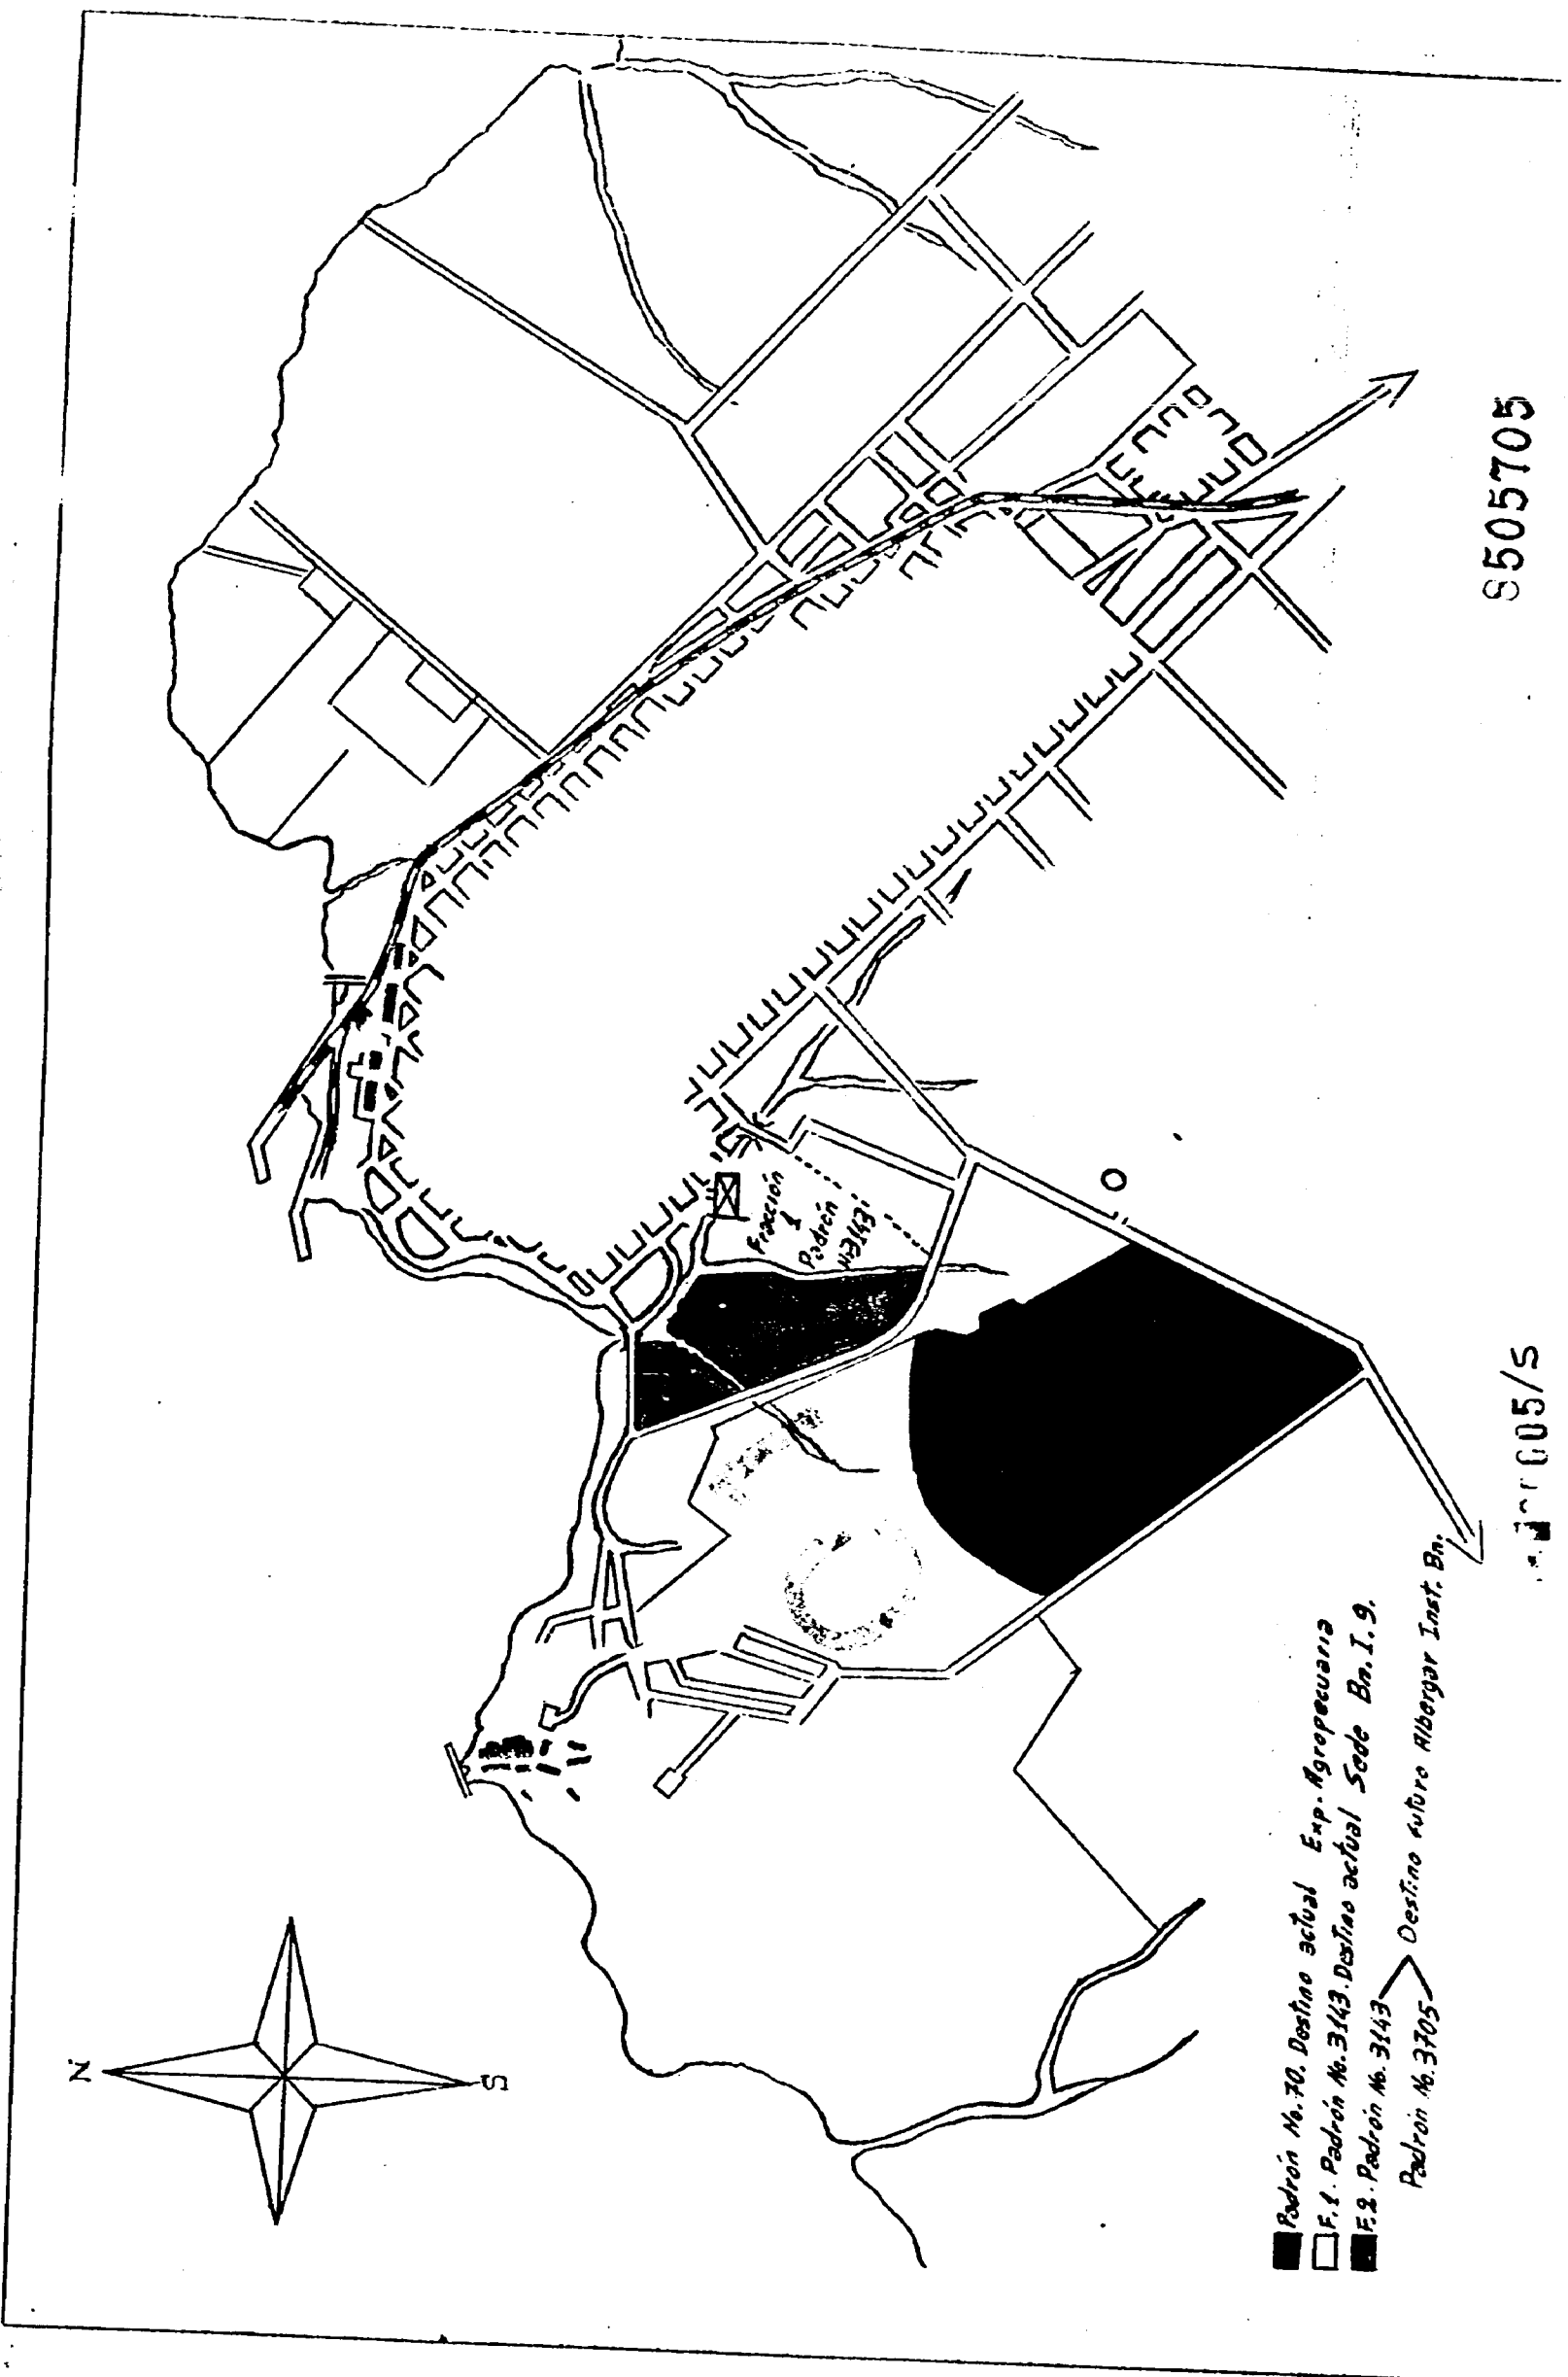 N
S
Fracción
1
Padrón
Nº3143
Padrón No.70. Destino actual Exp. Agropecuaria
F.1. Padrón No.3143. Destino actual Sede Bn. I. 9.
F.2. Padrón No.3143
Padrón No.3705
Destino futuro Albergar Inst. Bn.
005/S
8505705